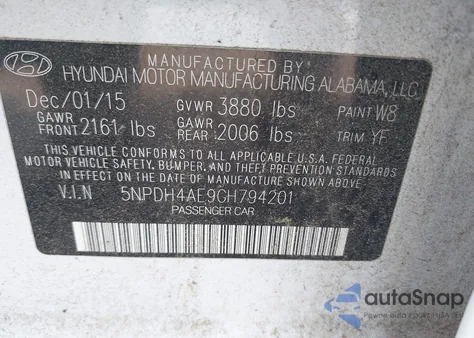 MANUFACTURED BY
HYUNDAI MOTOR MANUFACTURING ALABAMA, LLC.
Dec/01/15 GVWR 3880 lbs PAINT W8
GAWR FRONT 2161 lbs GAWR REAR 2006 lbs TRIM YF
THIS VEHICLE CONFORMS TO ALL APPLICABLE U.S.A. FEDERAL
MOTOR VEHICLE SAFETY, BUMPER, AND THEFT PREVENTION
STANDARDS IN EFFECT ON THE DATE OF MANUFACTURE SHOWN ABOVE.
V.I.N 5NPDH4AE9GH794201
PASSENGER CAR
autoSnap